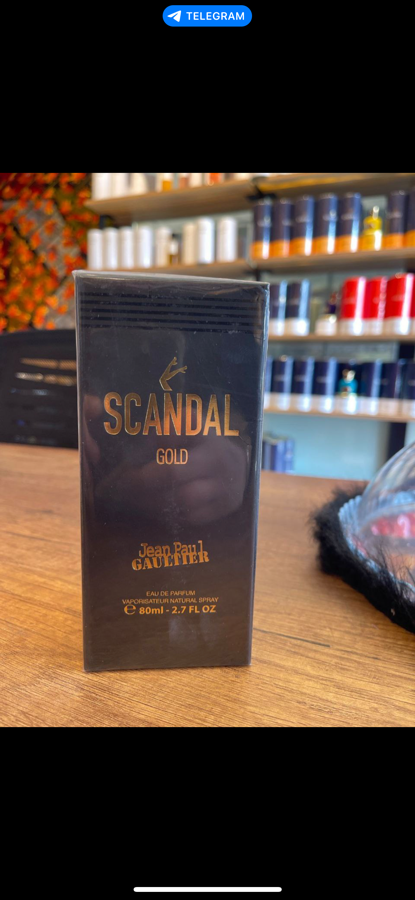 TELEGRAM
SCANDAL
GOLD
Jean Paul
GAULTIER
EAU DE PARFUM
VAPORISATEUR NATURAL SPRAY
℮ 80ml - 2.7 FL OZ